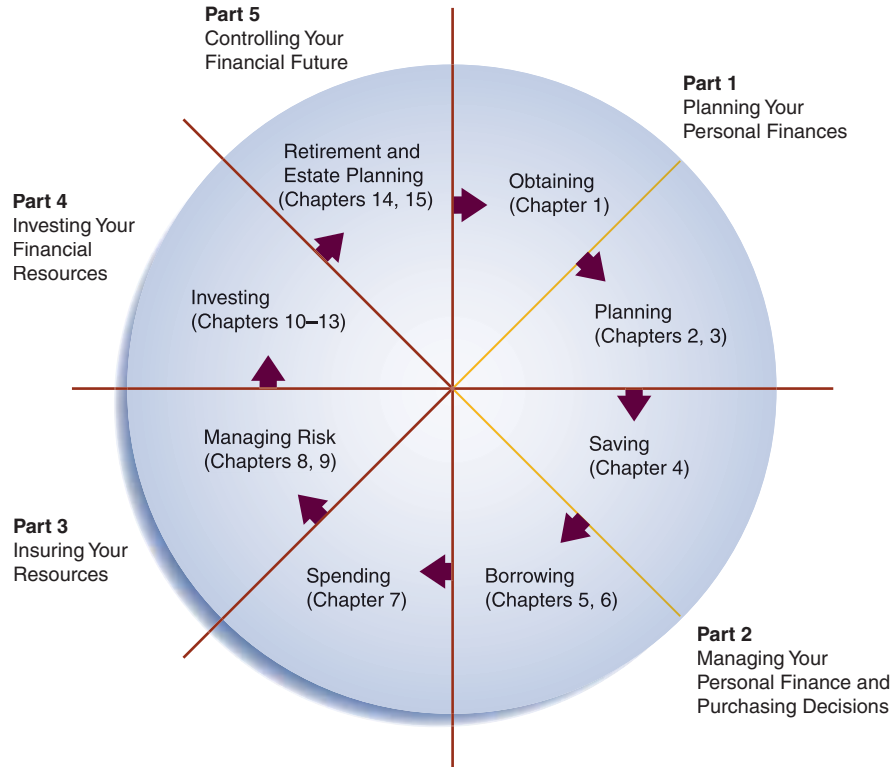 Part 5
Controlling Your
Financial Future
Part 1
Planning Your
Personal Finances
Retirement and
Estate Planning
(Chapters 14, 15)
Obtaining
(Chapter 1)
Part 4
Investing Your
Financial
Resources
Investing
(Chapters 10–13)
Planning
(Chapters 2, 3)
Managing Risk
(Chapters 8, 9)
Saving
(Chapter 4)
Part 3
Insuring Your
Resources
Spending
(Chapter 7)
Borrowing
(Chapters 5, 6)
Part 2
Managing Your
Personal Finance and
Purchasing Decisions